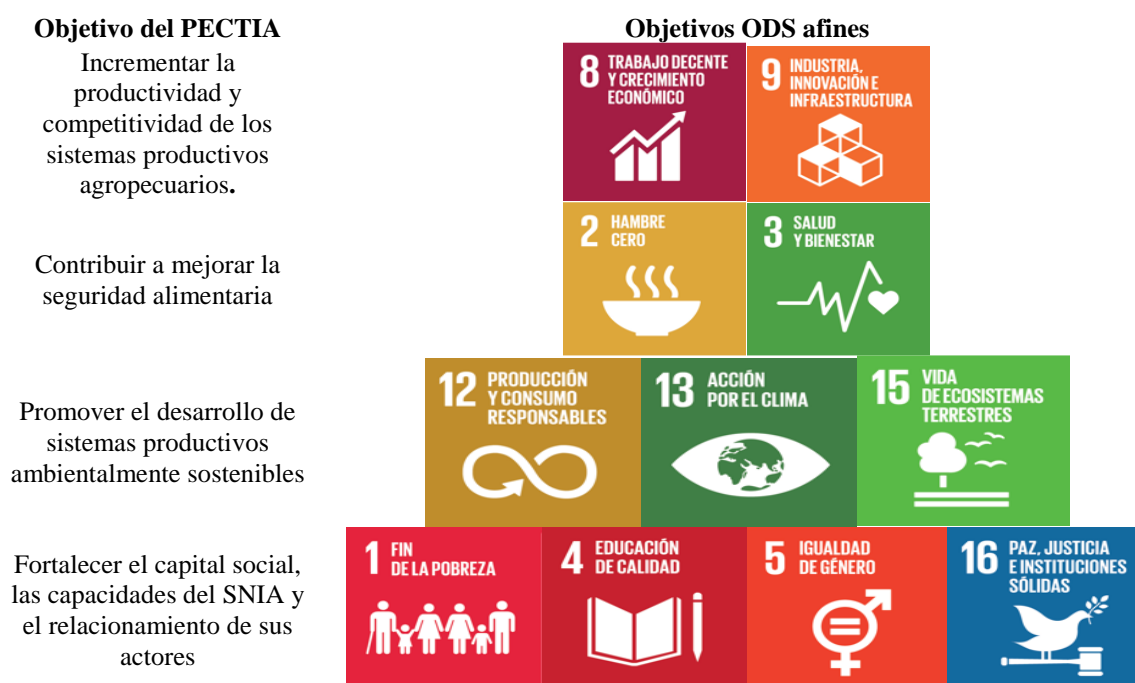 Objetivo del PECTIA
Objetivos ODS afines
Incrementar la
productividad y
competitividad de los
sistemas productivos
agropecuarios.
8 TRABAJO DECENTE
Y CRECIMIENTO
ECONÓMICO
9 INDUSTRIA,
INNOVACIÓN E
INFRAESTRUCTURA
Contribuir a mejorar la
seguridad alimentaria
2 HAMBRE
CERO
3 SALUD
Y BIENESTAR
Promover el desarrollo de
sistemas productivos
ambientalmente sostenibles
12 PRODUCCIÓN
Y CONSUMO
RESPONSABLES
13 ACCIÓN
POR EL CLIMA
15 VIDA
DE ECOSISTEMAS
TERRESTRES
Fortalecer el capital social,
las capacidades del SNIA y
el relacionamiento de sus
actores
1 FIN
DE LA POBREZA
4 EDUCACIÓN
DE CALIDAD
5 IGUALDAD
DE GÉNERO
16 PAZ, JUSTICIA
E INSTITUCIONES
SÓLIDAS